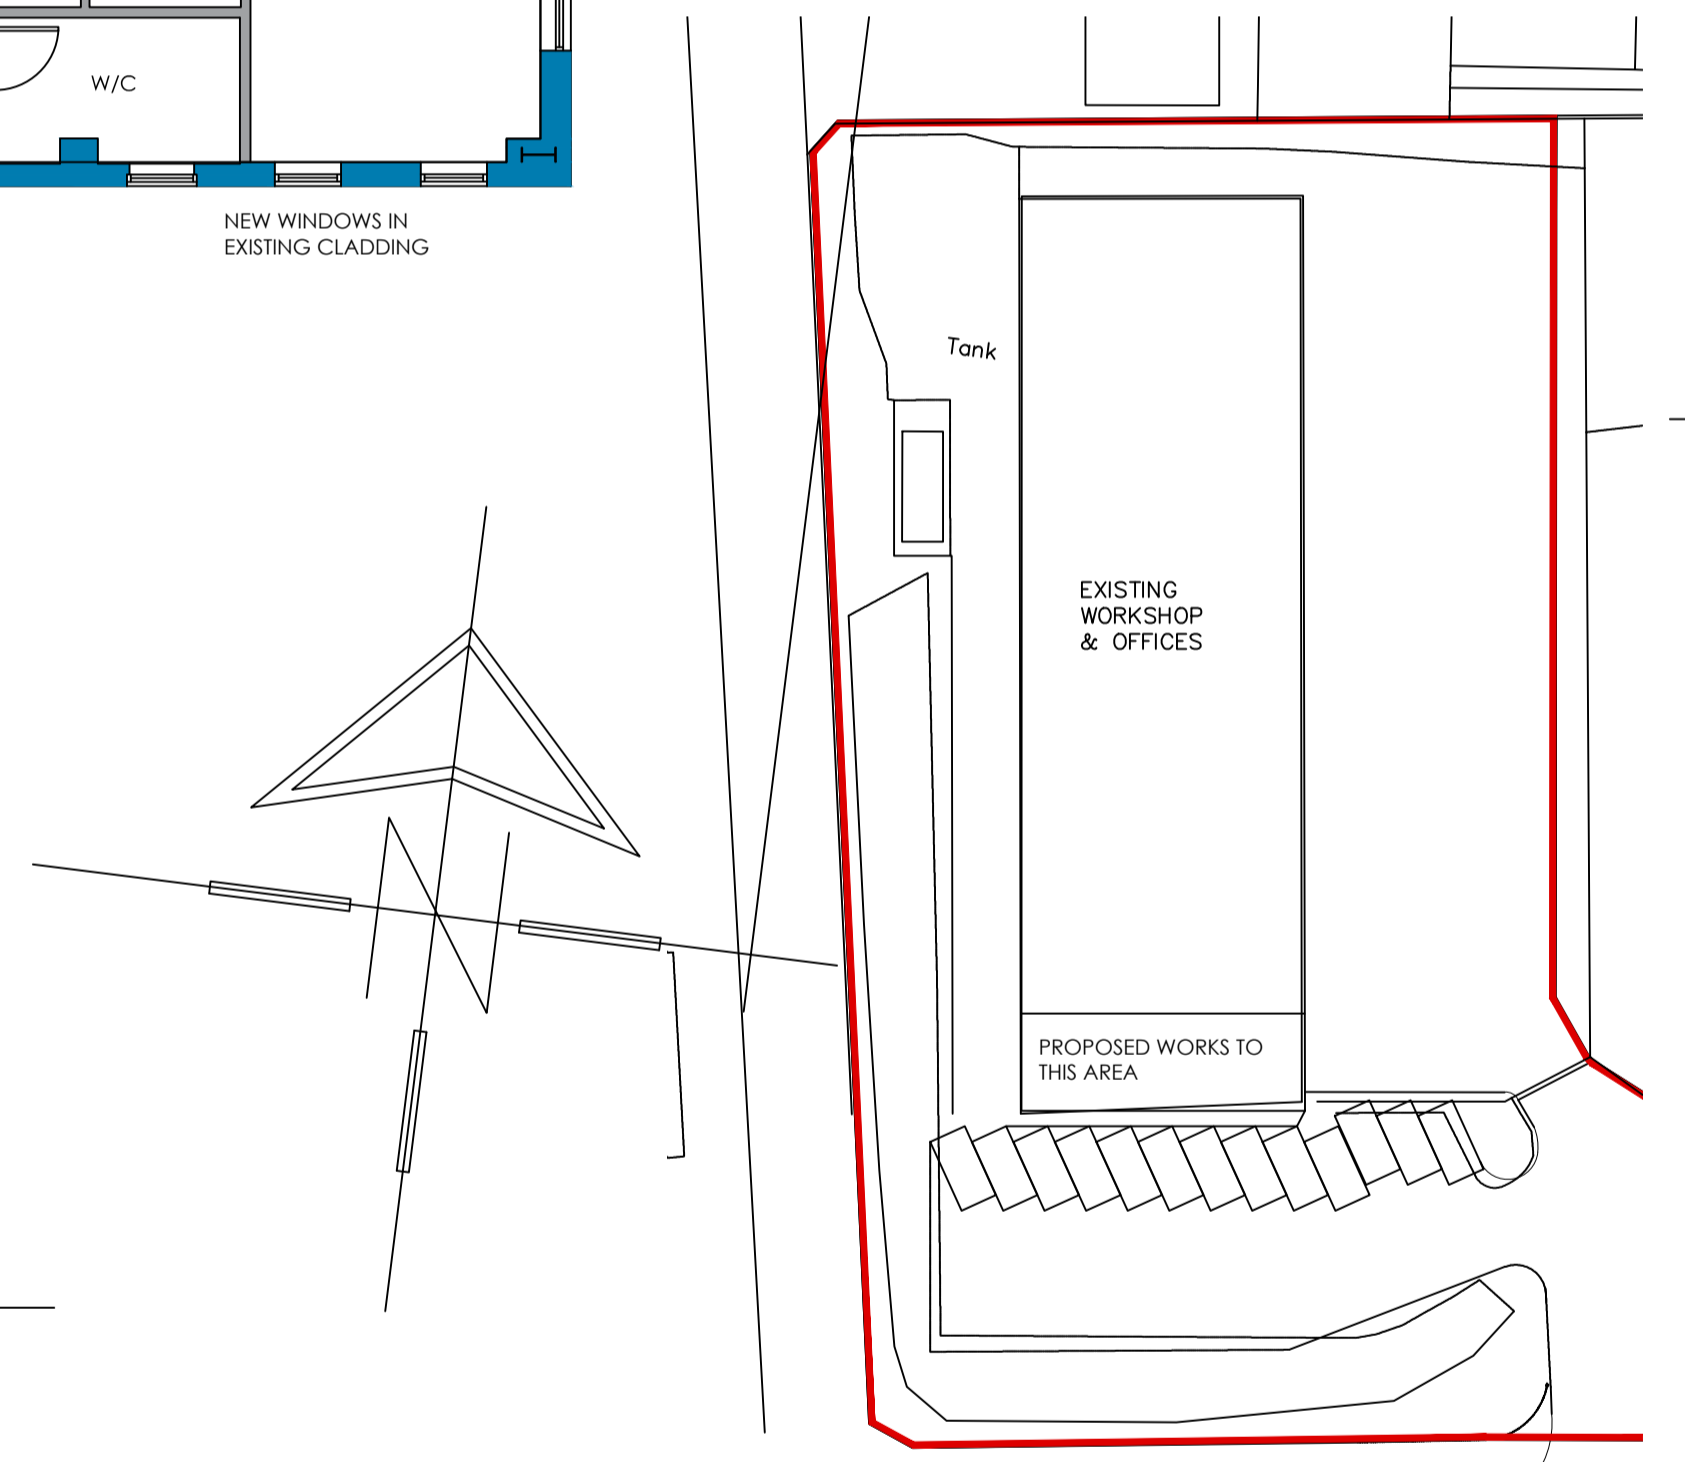 W/C
NEW WINDOWS IN
EXISTING CLADDING
Tank
EXISTING
WORKSHOP
& OFFICES
N
PROPOSED WORKS TO
THIS AREA